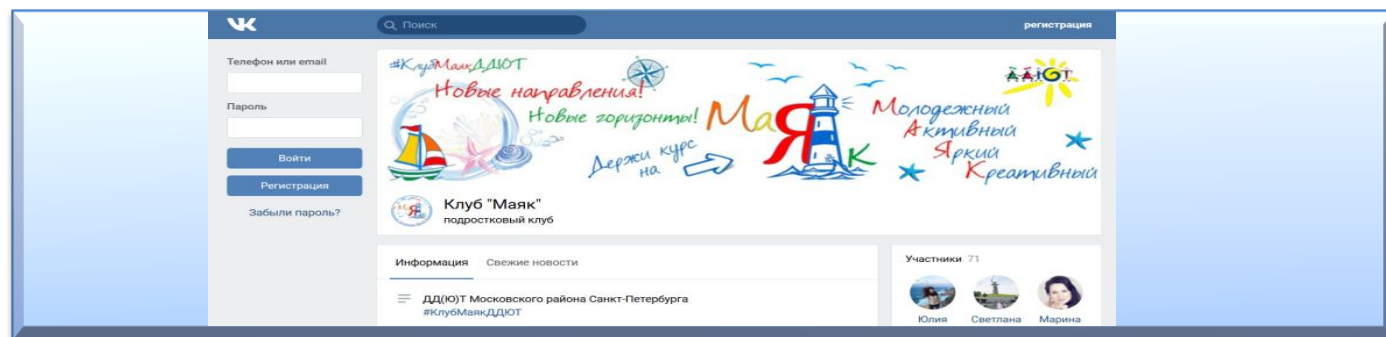 Поиск
регистрация
Телефон или email
Пароль
Войти
Регистрация
Забыли пароль?
#КлубМаякДДЮТ
Новые направления!
Новые горизонты!
Держи курс
на
МаЯК
ДДЮТ
Молодежный
Активный
Яркий
Креативный
Клуб "Маяк"
подростковый клуб
Информация Свежие новости
ДД(Ю)Т Московского района Санкт-Петербурга
#КлубМаякДДЮТ
Участники 71
Юлия Светлана Марина